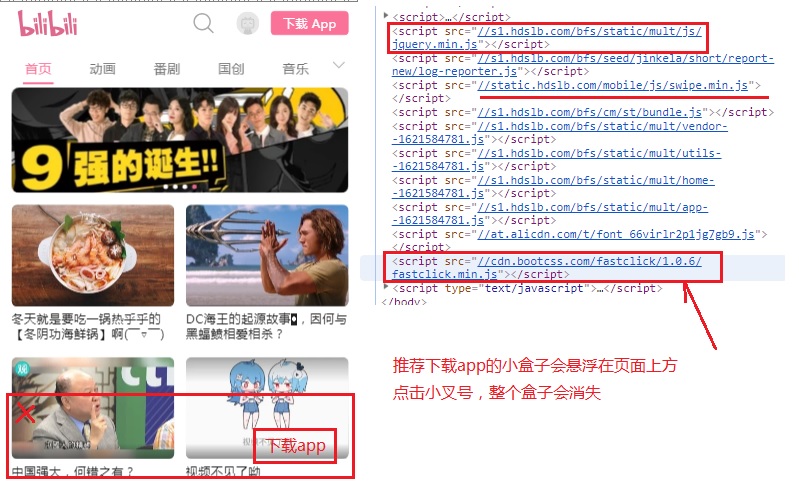 bilibili
下载 App
首页 动画 番剧 国创 音乐
9强的诞生!!
冬天就是要吃一锅热乎乎的
【冬阴功海鲜锅】啊(￣▿￣)
DC海王的起源故事，因何与
黑蝠鲼相爱相杀？
观
中国强大，何错之有？
视频不见了呦
下载app
<script>…</script>
<script src="//s1.hdslb.com/bfs/static/mult/js/
jquery.min.js"></script>
<script src="//s1.hdslb.com/bfs/seed/jinkela/short/report-
new/log-reporter.js"></script>
<script src="//static.hdslb.com/mobile/js/swipe.min.js">
</script>
<script src="//s1.hdslb.com/bfs/cm/st/bundle.js"></script>
<script src="//s1.hdslb.com/bfs/static/mult/vendor-
-1621584781.js"></script>
<script src="//s1.hdslb.com/bfs/static/mult/utils-
-1621584781.js"></script>
<script src="//s1.hdslb.com/bfs/static/mult/home-
-1621584781.js"></script>
<script src="//s1.hdslb.com/bfs/static/mult/app-
-1621584781.js"></script>
<script src="//at.alicdn.com/t/font_66virlr2p1jg7gb9.js">
</script>
<script src="//cdn.bootcss.com/fastclick/1.0.6/
fastclick.min.js"></script>
<script type="text/javascript">…</script>
</body>
推荐下载app的小盒子会悬浮在页面上方
点击小叉号，整个盒子会消失